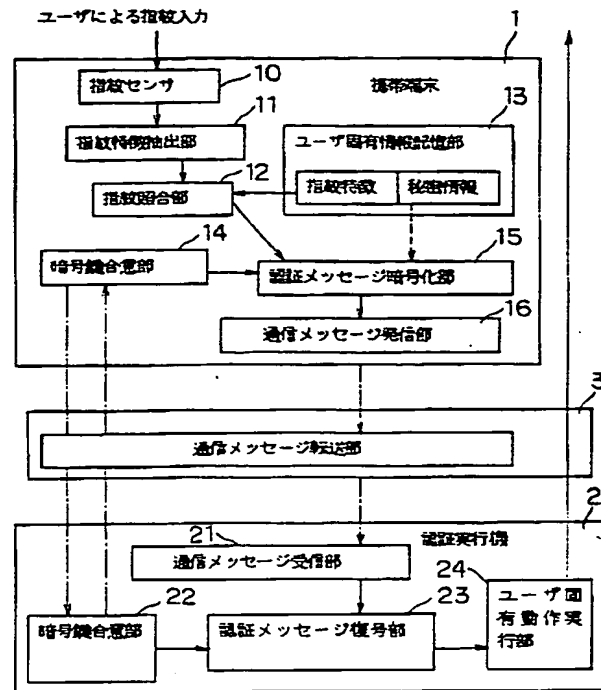 ユーザによる指紋入力
1
指紋センサ
10
携帯端末
11
指紋特徴抽出部
13
ユーザ固有情報記憶部
12
指紋照合部
指紋特徴
私密情報
14
暗号鍵合意部
15
認証メッセージ暗号化部
16
通信メッセージ発信部
3
通信メッセージ転送部
2
認証実行機
21
通信メッセージ受信部
24
ユーザ固
有動作実
行部
22
暗号鍵合意部
23
認証メッセージ復号部